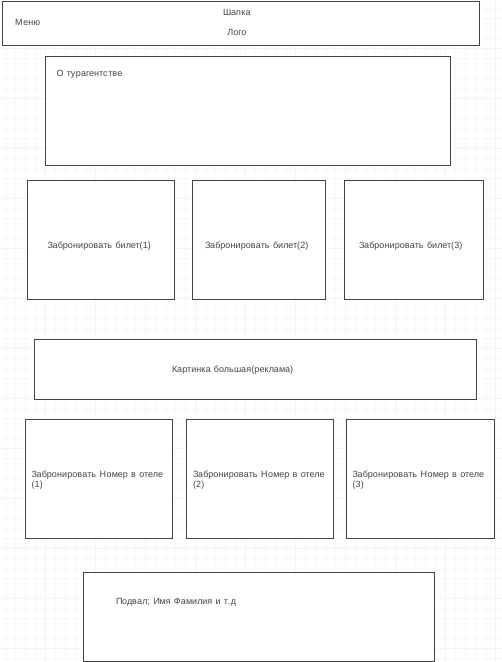 Шапка
Меню
Лого
О турагентстве
Забронировать билет(1)
Забронировать билет(2)
Забронировать билет(3)
Картинка большая(реклама)
Забронировать Номер в отеле
(1)
Забронировать Номер в отеле
(2)
Забронировать Номер в отеле
(3)
Подвал; Имя Фамилия и т.д